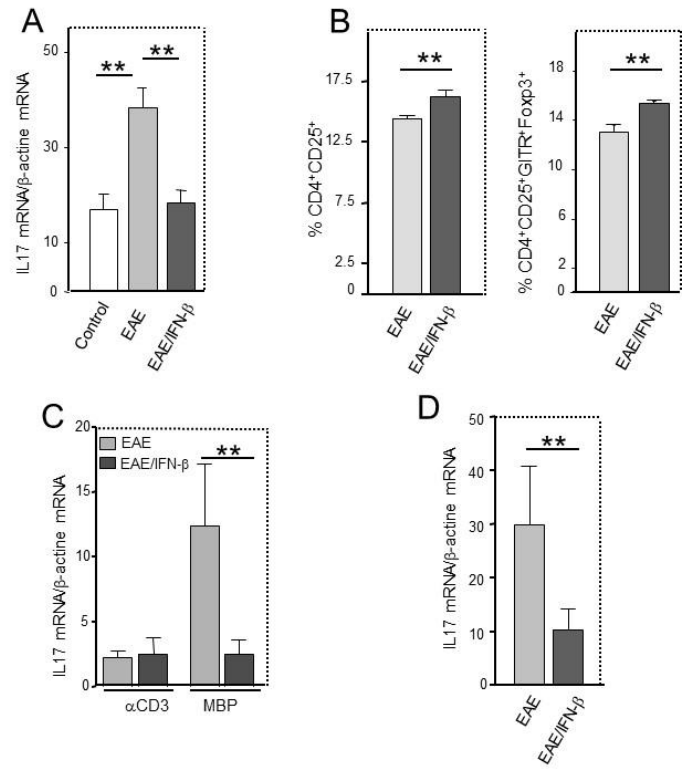 A
IL17 mRNA/β-actine mRNA
50
30
10
0
**
**
Control
EAE
EAE/IFN-β
B
% CD4+CD25+
17.5
12.5
7.5
2.5
0
**
EAE
EAE/IFN-β
% CD4+CD25+GITR+Foxp3+
18
14
10
6
2
0
**
EAE
EAE/IFN-β
C
IL17 mRNA/β-actine mRNA
20
15
10
5
0
EAE
EAE/IFN-β
**
αCD3
MBP
D
IL17 mRNA/β-actine mRNA
50
40
30
20
10
0
**
EAE
EAE/IFN-β